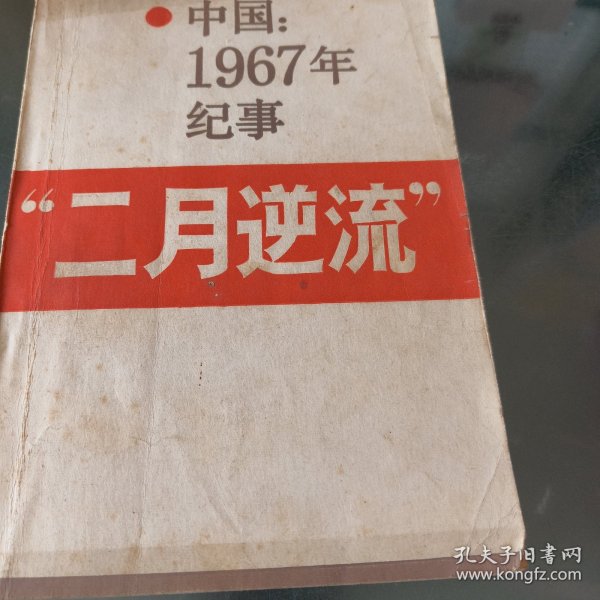 中国：
1967年
纪事
“二月逆流”
孔夫子旧书网
www.kongfz.com